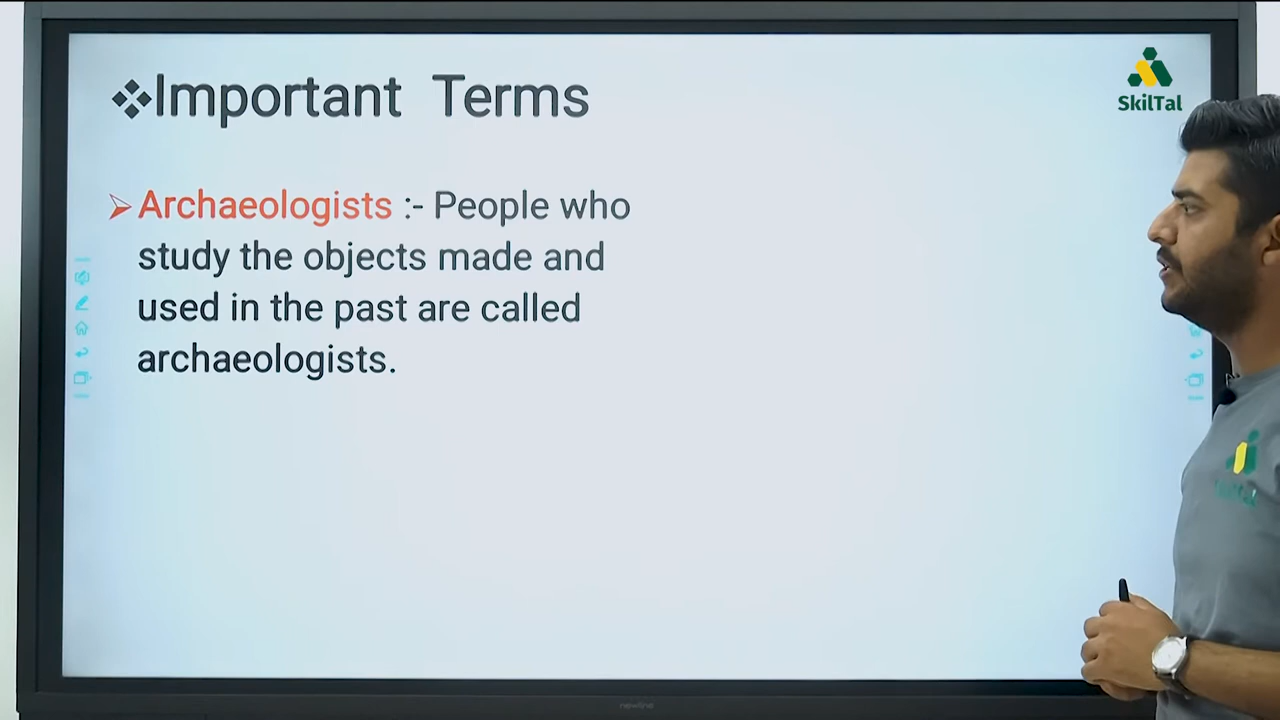 ❖Important Terms
SkilTal
➢Archaeologists :- People who
study the objects made and
used in the past are called
archaeologists.
newline
SkilTal